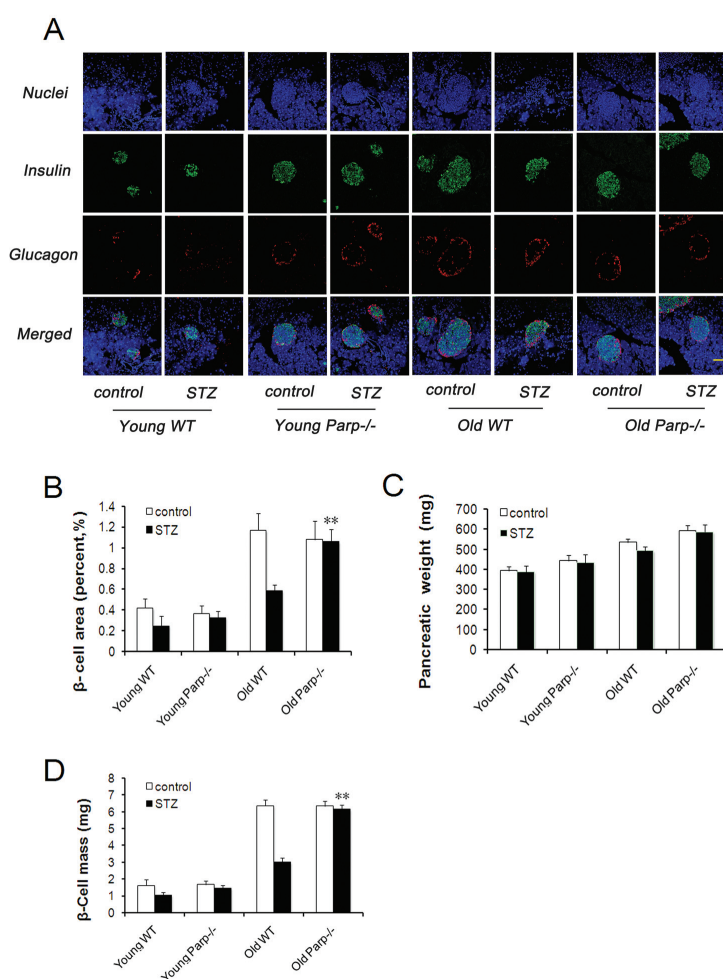 A
Nuclei
Insulin
Glucagon
Merged
control STZ control STZ control STZ control STZ
Young WT Young Parp-/- Old WT Old Parp-/-
B
β- cell area (percent,%)
control
STZ
**
1.4
1.2
1
0.8
0.6
0.4
0.2
0
Young WT
Young Parp-/-
Old WT
Old Parp-/-
C
Pancreatic weight (mg)
control
STZ
700
600
500
400
300
200
100
0
Young WT
Young Parp-/-
Old WT
Old Parp-/-
D
β-Cell mass (mg)
control
STZ
**
8
7
6
5
4
3
2
1
0
Young WT
Young Parp-/-
Old WT
Old Parp-/-